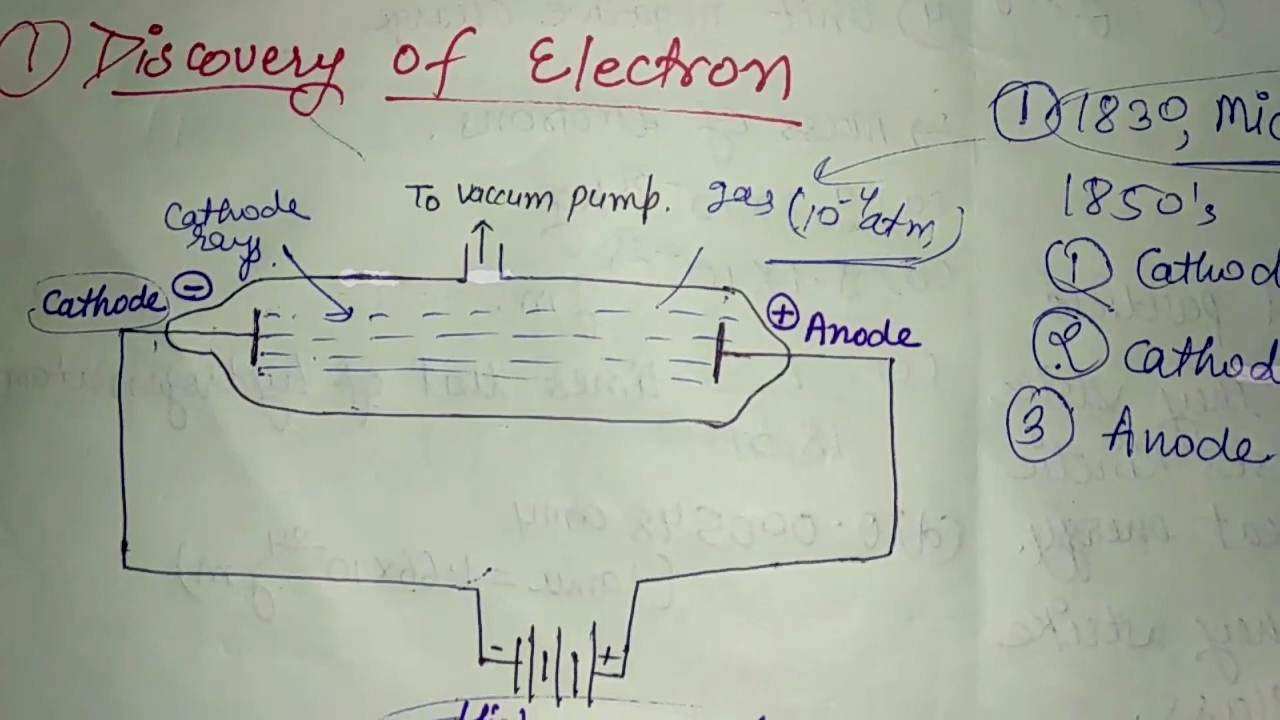 ① Discovery of Electron
To vaccum pump.
gas (10⁻⁴ atm)
Cathode
rays.
Cathode ⊖
⊕ Anode
- +
① 1830, Mic
1850's
① Cathod
② Cathod
③ Anode